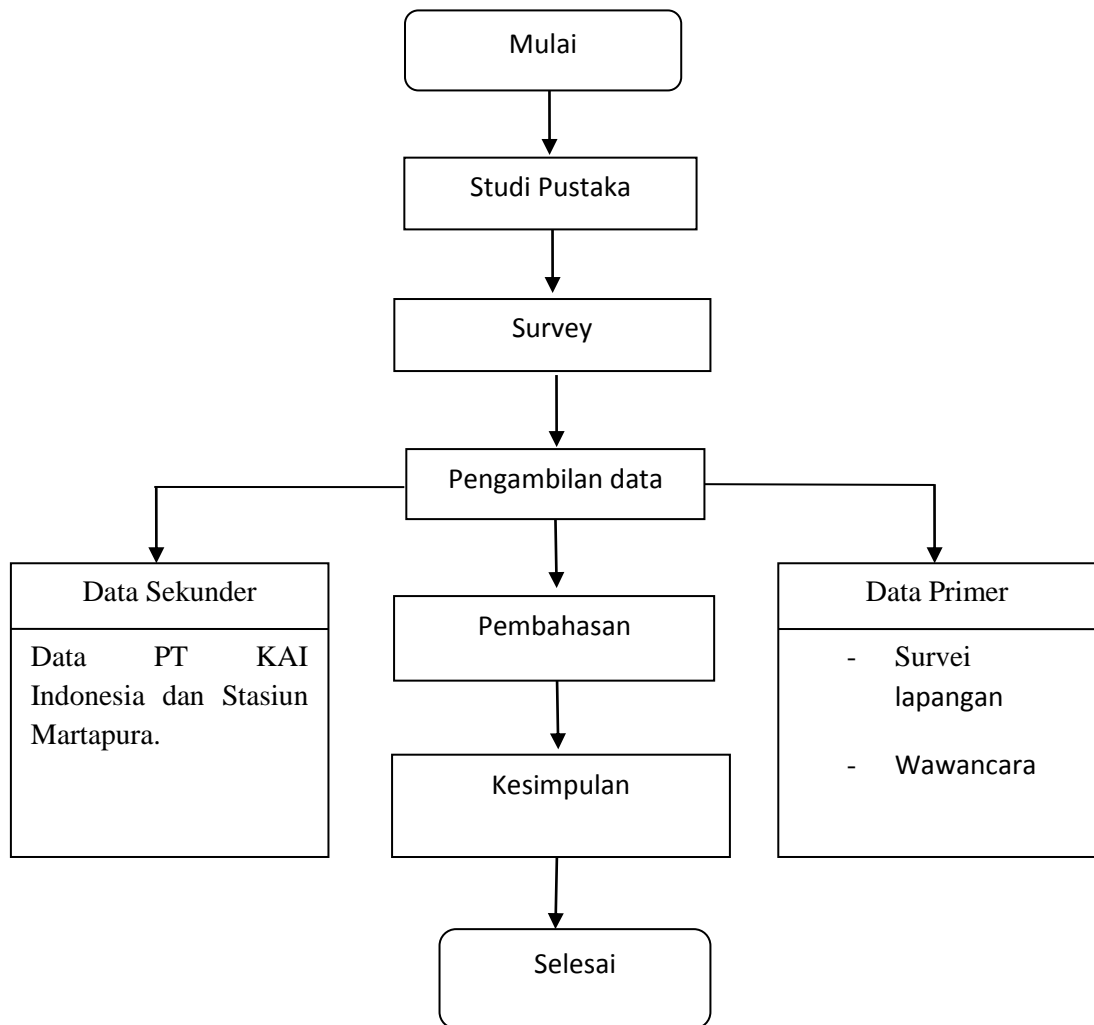 Mulai
Studi Pustaka
Survey
Pengambilan data
Data Sekunder
Data PT KAI
Indonesia dan Stasiun
Martapura.
Pembahasan
Data Primer
- Survei
lapangan
- Wawancara
Kesimpulan
Selesai